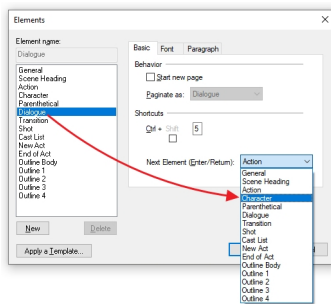 Elements
Element name:
Dialogue
General
Scene Heading
Action
Character
Parenthetical
Dialogue
Transition
Shot
Cast List
New Act
End of Act
Outline Body
Outline 1
Outline 2
Outline 3
Outline 4
New
Delete
Apply a Template...
Basic
Font
Paragraph
Behavior
Start new page
Paginate as:
Dialogue
Shortcuts
Ctrl + Shift
5
Next Element (Enter/Return):
Action
General
Scene Heading
Action
Character
Parenthetical
Dialogue
Transition
Shot
Cast List
New Act
End of Act
Outline Body
Outline 1
Outline 2
Outline 3
Outline 4